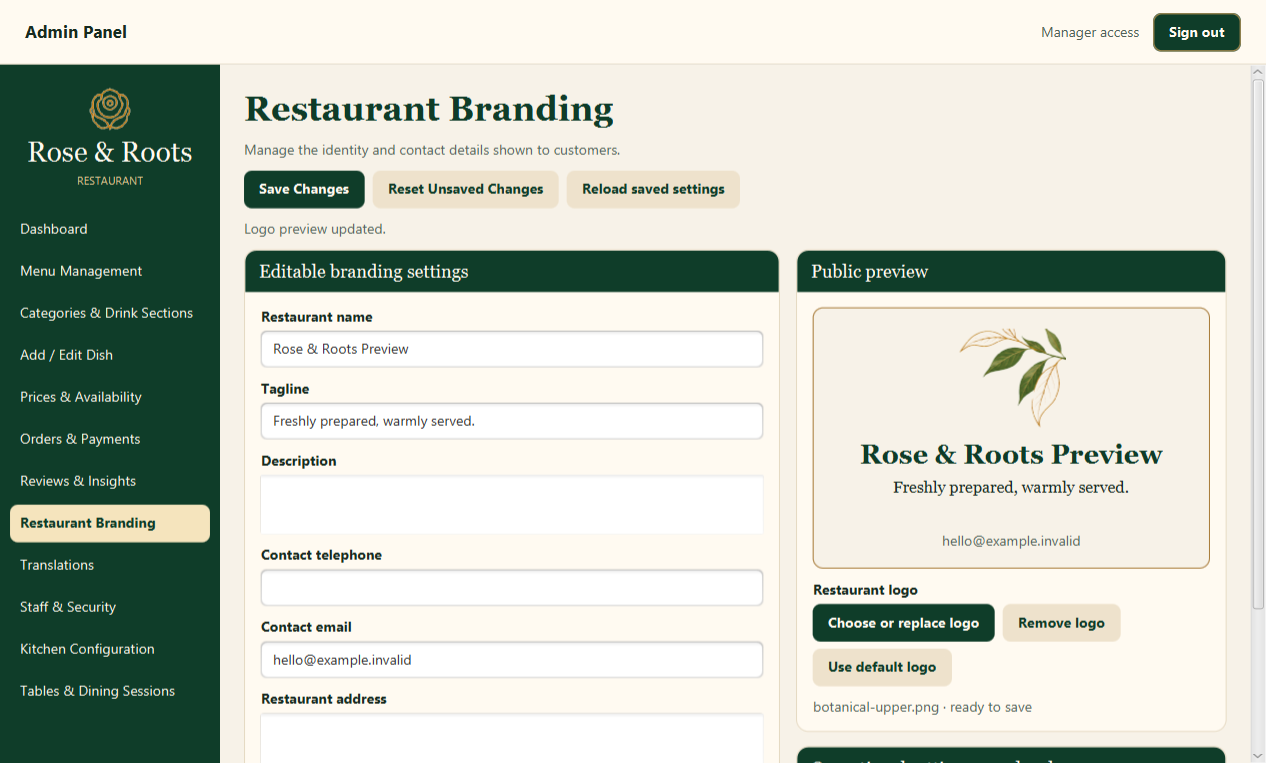 Admin Panel
Manager access
Sign out
Rose & Roots
RESTAURANT
Dashboard
Menu Management
Categories & Drink Sections
Add / Edit Dish
Prices & Availability
Orders & Payments
Reviews & Insights
Restaurant Branding
Translations
Staff & Security
Kitchen Configuration
Tables & Dining Sessions
Restaurant Branding
Manage the identity and contact details shown to customers.
Save Changes
Reset Unsaved Changes
Reload saved settings
Logo preview updated.
Editable branding settings
Restaurant name
Rose & Roots Preview
Tagline
Freshly prepared, warmly served.
Description
Contact telephone
Contact email
hello@example.invalid
Restaurant address
Public preview
Rose & Roots Preview
Freshly prepared, warmly served.
hello@example.invalid
Restaurant logo
Choose or replace logo
Remove logo
Use default logo
botanical-upper.png · ready to save